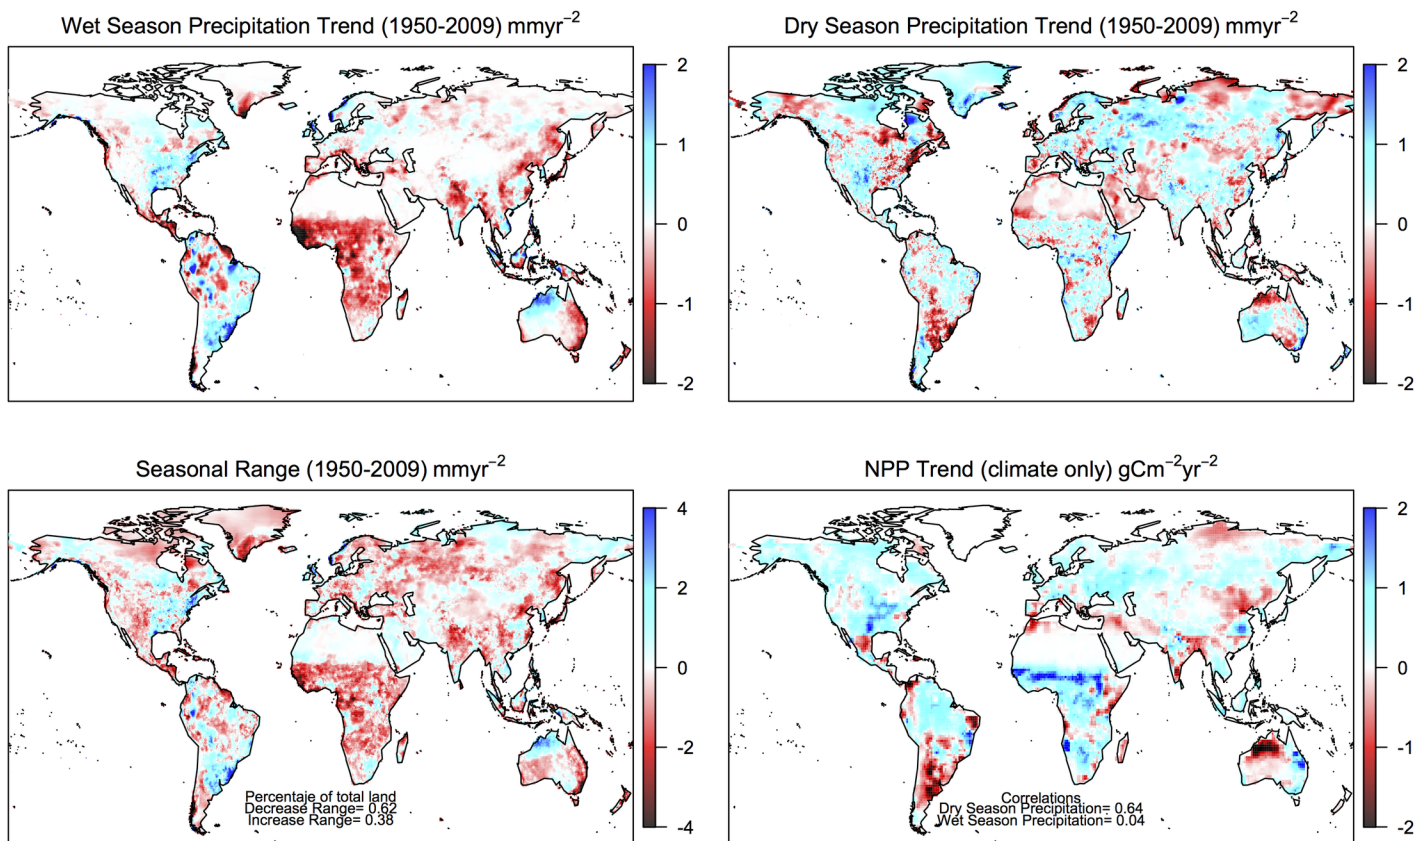 Wet Season Precipitation Trend (1950-2009) mmyr⁻²
2
1
0
-1
-2
Dry Season Precipitation Trend (1950-2009) mmyr⁻²
2
1
0
-1
-2
Seasonal Range (1950-2009) mmyr⁻²
4
2
0
-2
-4
Percentaje of total land
Decrease Range= 0.62
Increase Range= 0.38
NPP Trend (climate only) gCm⁻²yr⁻²
2
1
0
-1
-2
Correlations
Dry Season Precipitation= 0.64
Wet Season Precipitation= 0.04